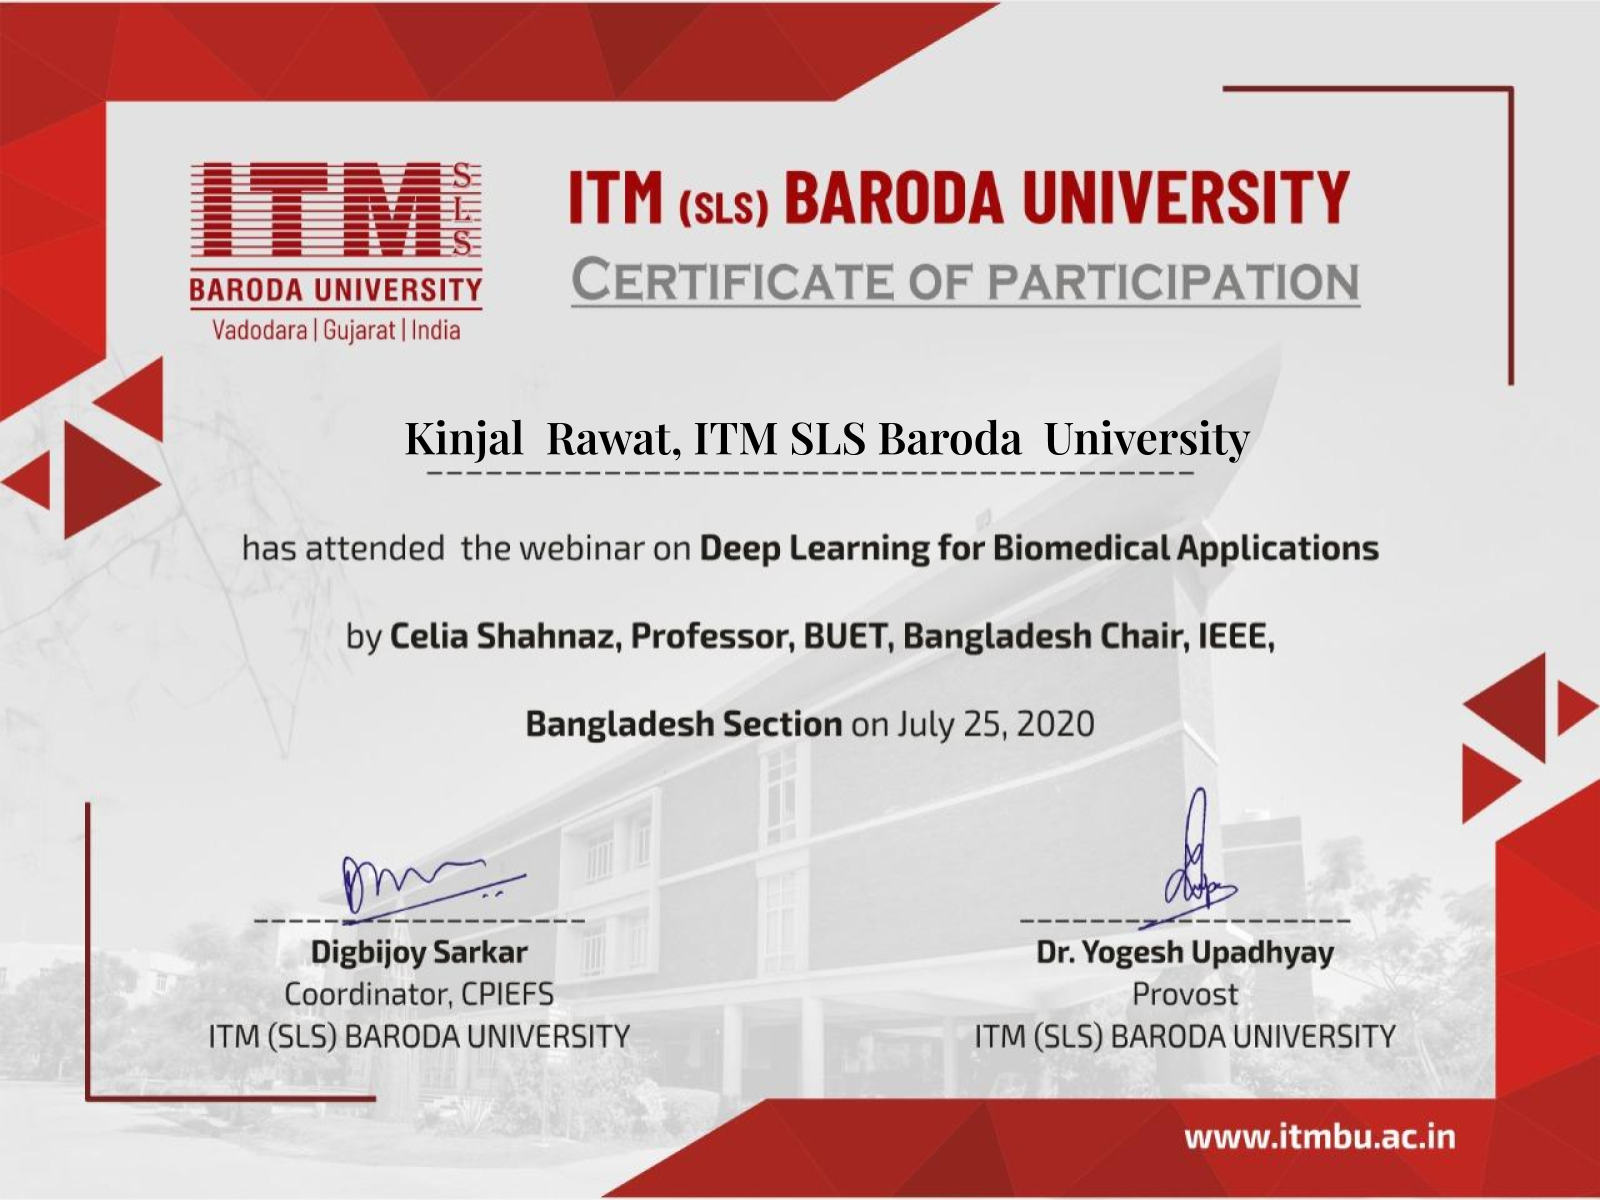 ITM SLS
BARODA UNIVERSITY
Vadodara | Gujarat | India
ITM (SLS) BARODA UNIVERSITY
CERTIFICATE OF PARTICIPATION
Kinjal Rawat, ITM SLS Baroda University
has attended the webinar on Deep Learning for Biomedical Applications
by Celia Shahnaz, Professor, BUET, Bangladesh Chair, IEEE,
Bangladesh Section on July 25, 2020
Digbijoy Sarkar
Coordinator, CPIEFS
ITM (SLS) BARODA UNIVERSITY
Dr. Yogesh Upadhyay
Provost
ITM (SLS) BARODA UNIVERSITY
www.itmbu.ac.in